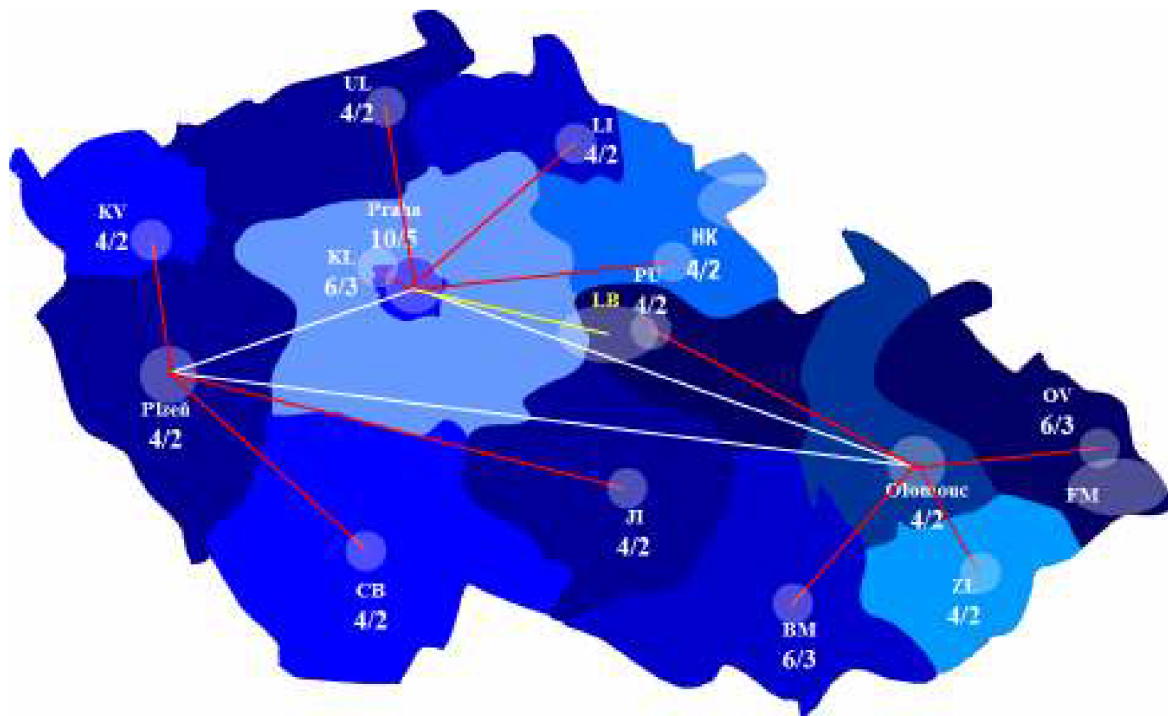 UL
4/2
LI
4/2
KV
4/2
Praha
10/5
KL
6/3
HK
4/2
PU
4/2
LB
Plzeň
4/2
OV
6/3
FM
Olomouc
4/2
JI
4/2
CB
4/2
ZL
4/2
BM
6/3